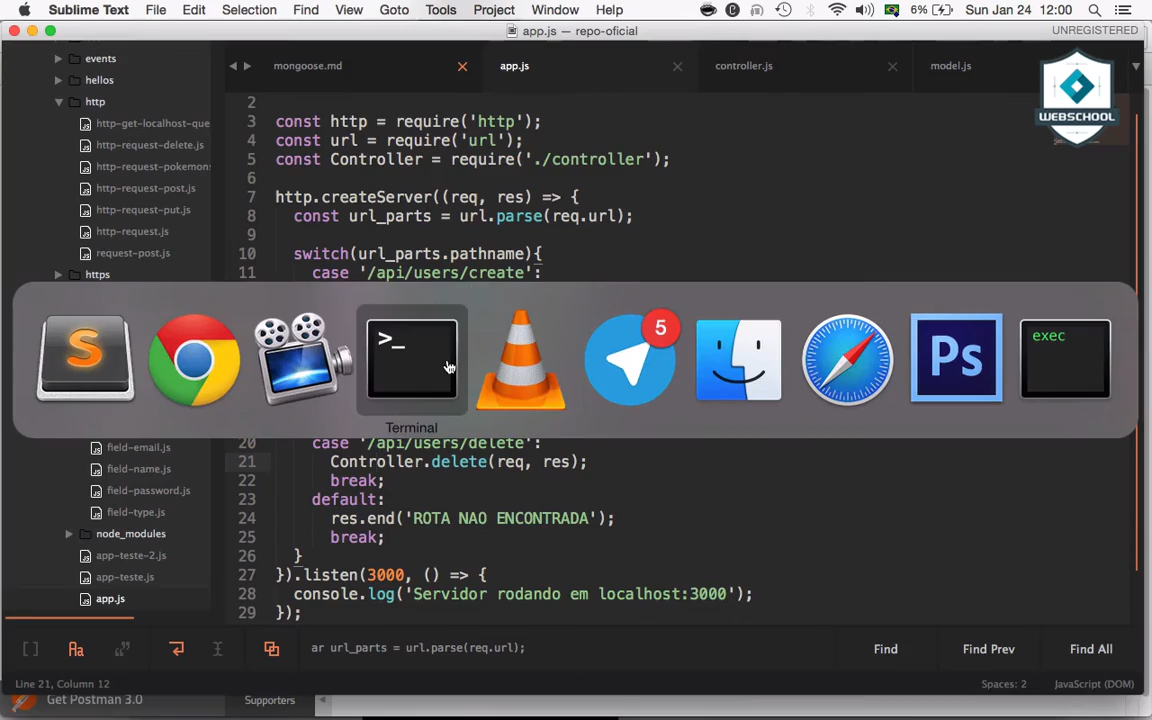 Sublime Text File Edit Selection Find View Goto Tools Project Window Help 6% Sun Jan 24 12:00
app.js — repo-oficial UNREGISTERED
mongoose.md app.js controller.js model.js
WEBSCHOOL
events
hellos
http
http-get-localhost-que
http-request-delete.js
http-request-pokemon
http-request-post.js
http-request-put.js
http-request.js
request-post.js
https
field-email.js
field-name.js
field-password.js
field-type.js
node_modules
app-teste-2.js
app-teste.js
app.js
2
3 const http = require('http');
4 const url = require('url');
5 const Controller = require('./controller');
6
7 http.createServer((req, res) => {
8 const url_parts = url.parse(req.url);
9
10 switch(url_parts.pathname){
11 case '/api/users/create':
>_
5
Ps
exec
Terminal
20 case '/api/users/delete':
21 Controller.delete(req, res);
22 break;
23 default:
24 res.end('ROTA NAO ENCONTRADA');
25 break;
26 }
27 }).listen(3000, () => {
28 console.log('Servidor rodando em localhost:3000');
29 });
Aa ar url_parts = url.parse(req.url); Find Find Prev Find All
Line 21, Column 12 Spaces: 2 JavaScript (DOM)
Get Postman 3.0 Supporters